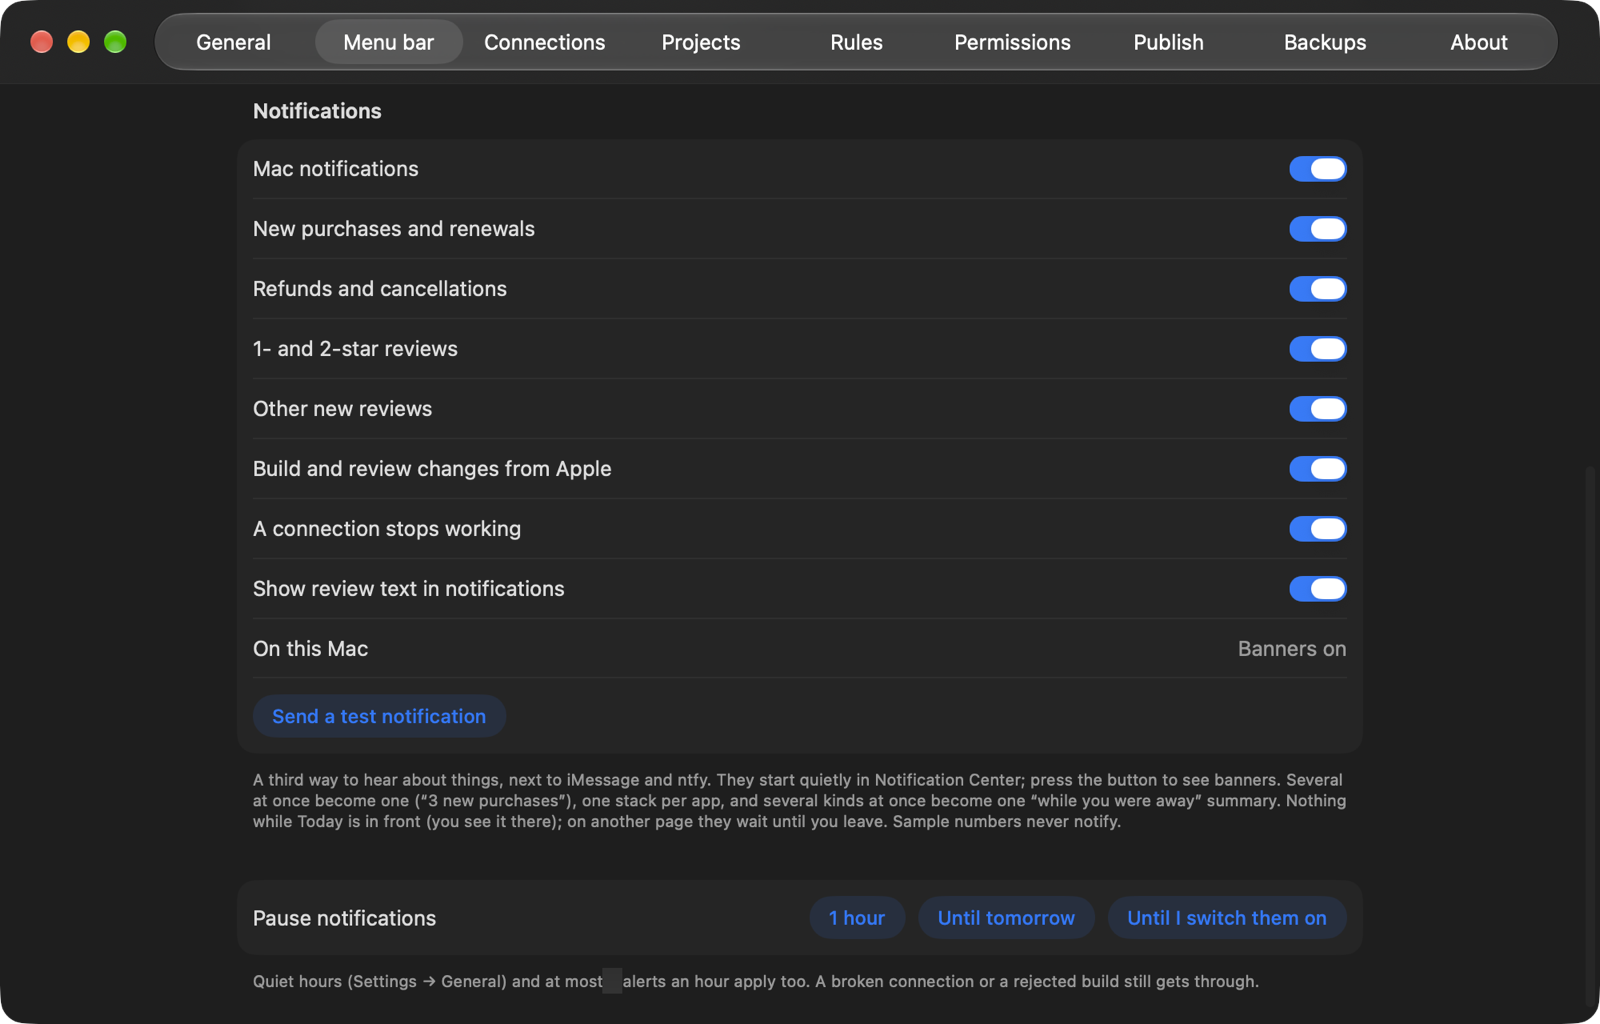 General
Menu bar
Connections
Projects
Rules
Permissions
Publish
Backups
About
Notifications
Mac notifications
New purchases and renewals
Refunds and cancellations
1- and 2-star reviews
Other new reviews
Build and review changes from Apple
A connection stops working
Show review text in notifications
On this Mac
Banners on
Send a test notification
A third way to hear about things, next to iMessage and ntfy. They start quietly in Notification Center; press the button to see banners. Several
at once become one (“3 new purchases”), one stack per app, and several kinds at once become one “while you were away” summary. Nothing
while Today is in front (you see it there); on another page they wait until you leave. Sample numbers never notify.
Pause notifications
1 hour
Until tomorrow
Until I switch them on
Quiet hours (Settings → General) and at most alerts an hour apply too. A broken connection or a rejected build still gets through.